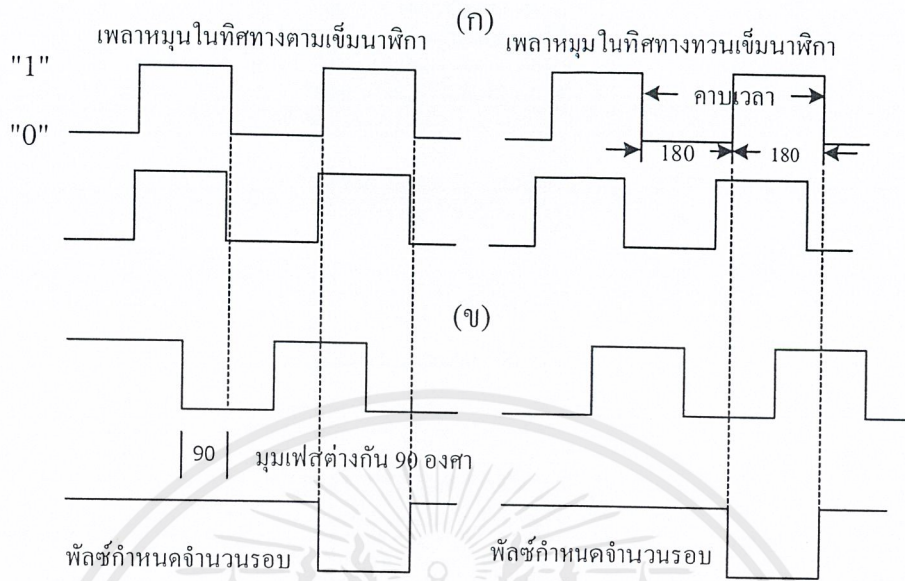 (ก)
เพลาหมุนในทิศทางตามเข็มนาฬิกา
เพลาหมุมในทิศทางทวนเข็มนาฬิกา
"1"
คาบเวลา
"0"
180
180
(ข)
90
มุมเฟสต่างกัน 90 องศา
พัลซ์กำหนดจำนวนรอบ
พัลซ์กำหนดจำนวนรอบ